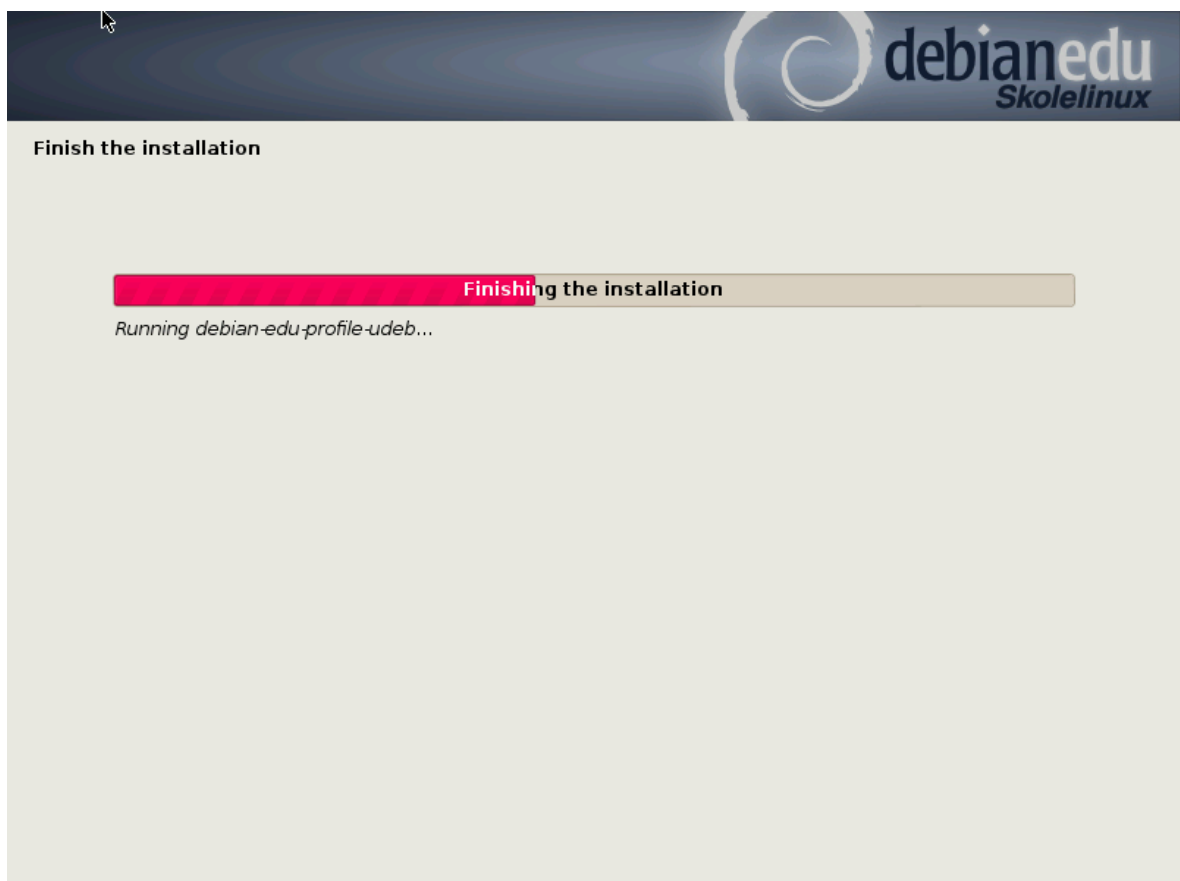 debianedu
Skolelinux
Finish the installation
Finishing the installation
Running debian-edu-profile-udeb...